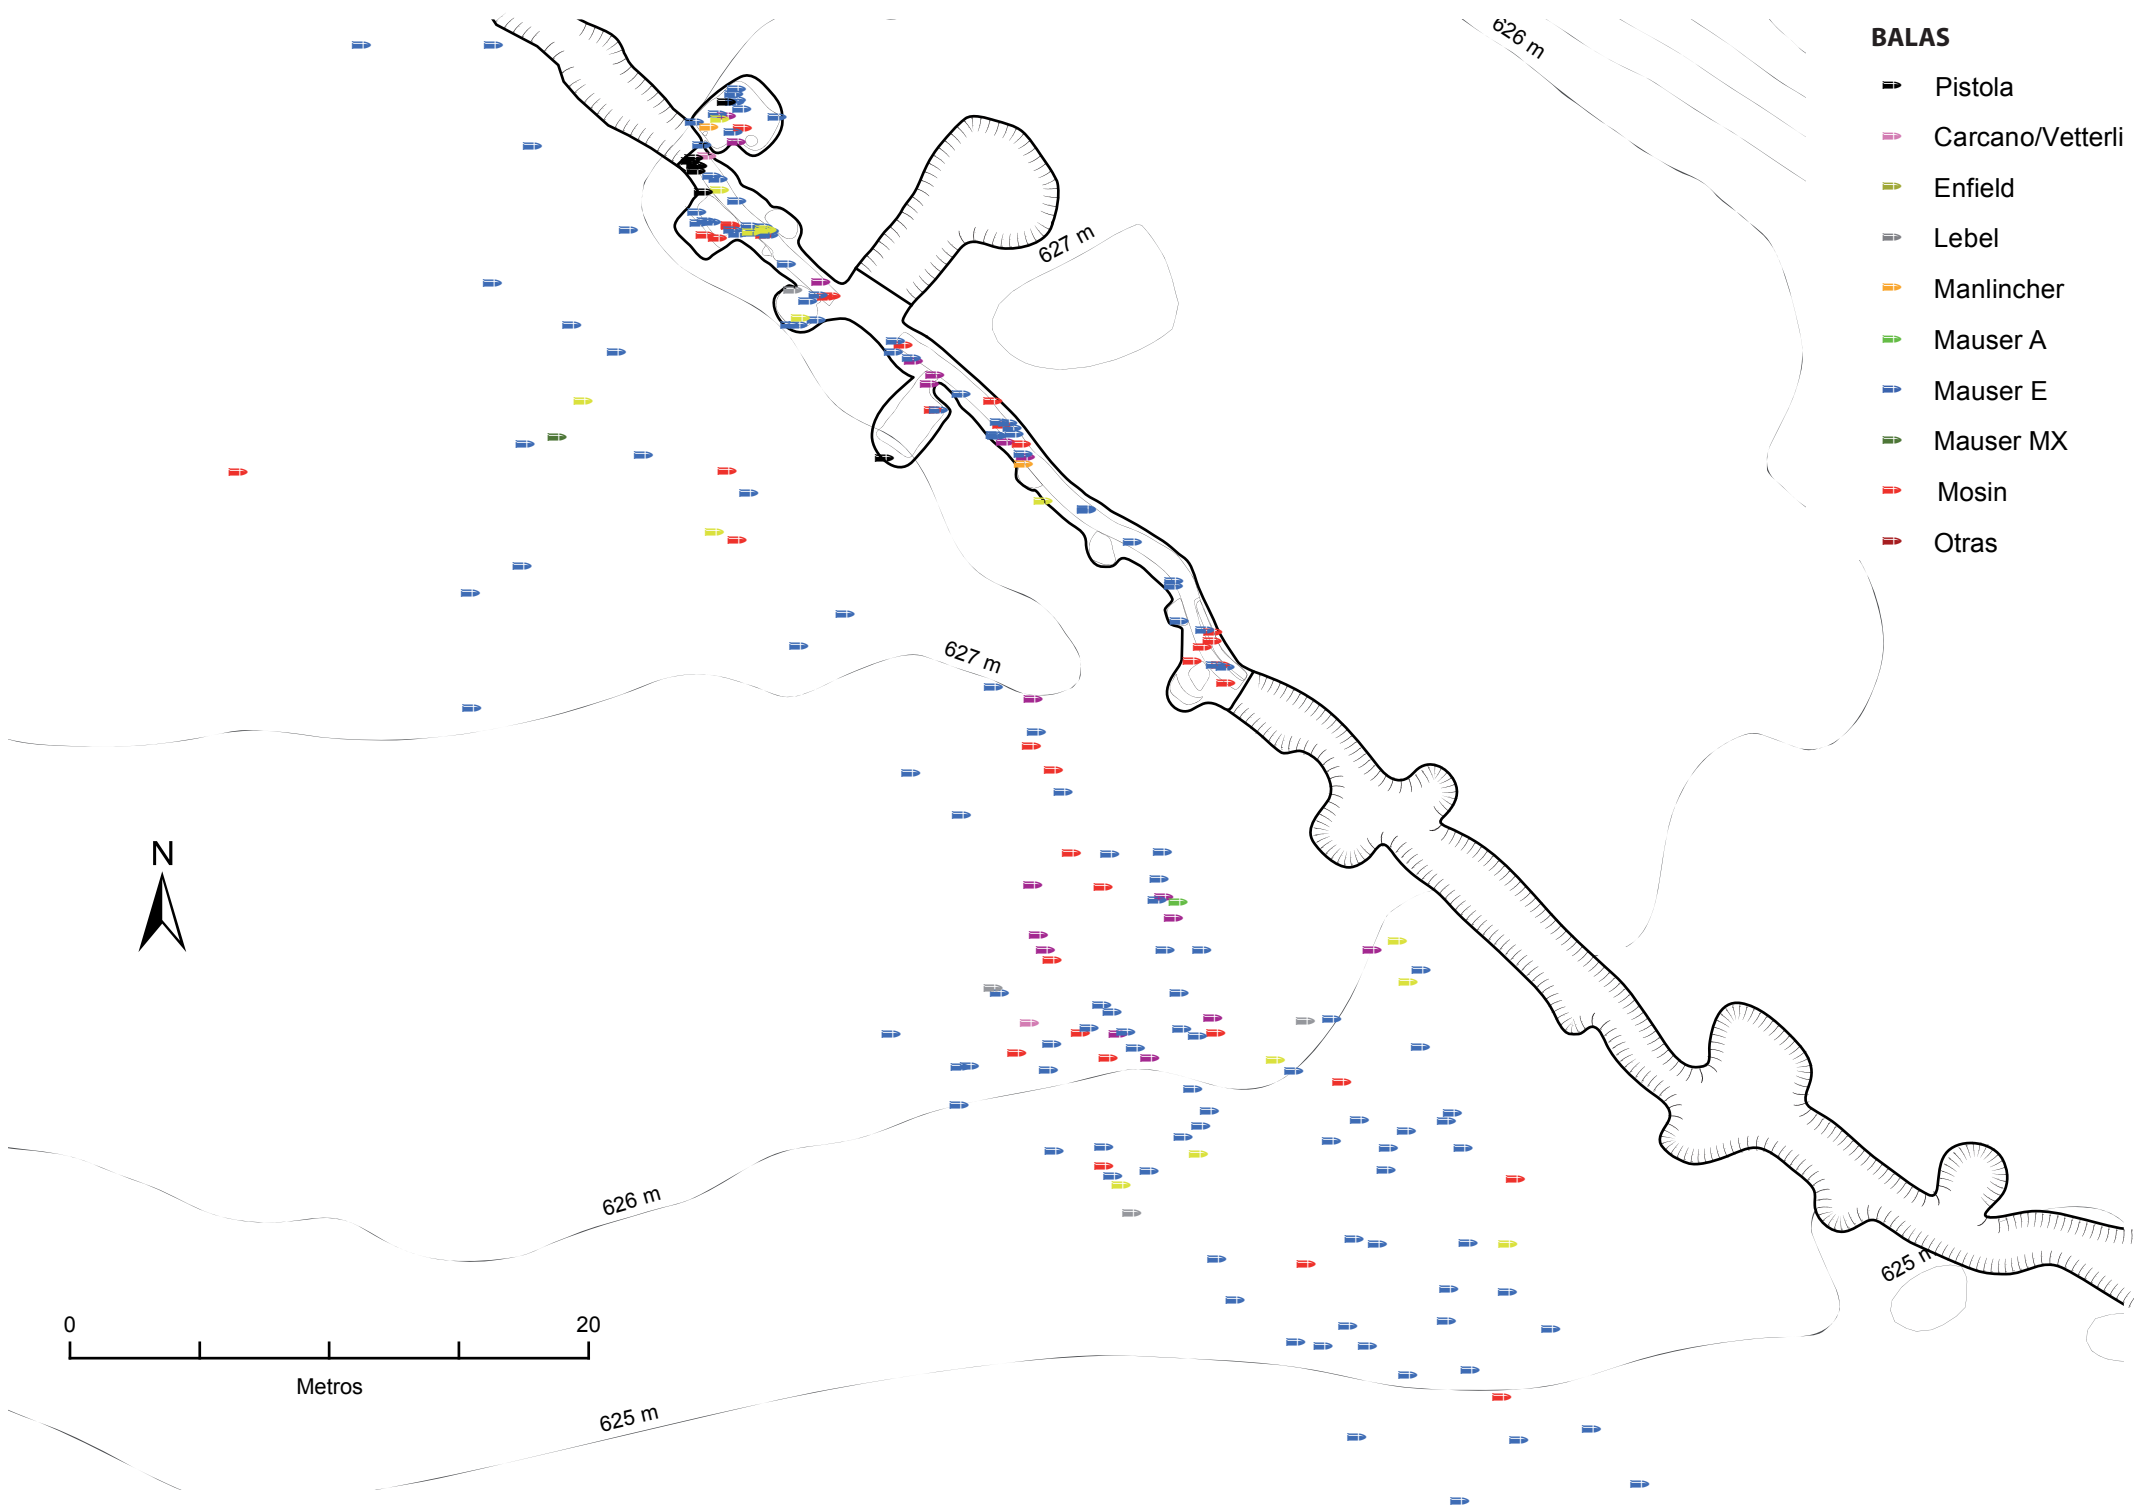 626 m
BALAS
Pistola
Carcano/Vetterli
Enfield
Lebel
Manlincher
Mauser A
Mauser E
Mauser MX
Mosin
Otras
627 m
627 m
N
626 m
625 m
0 20
Metros
625 m